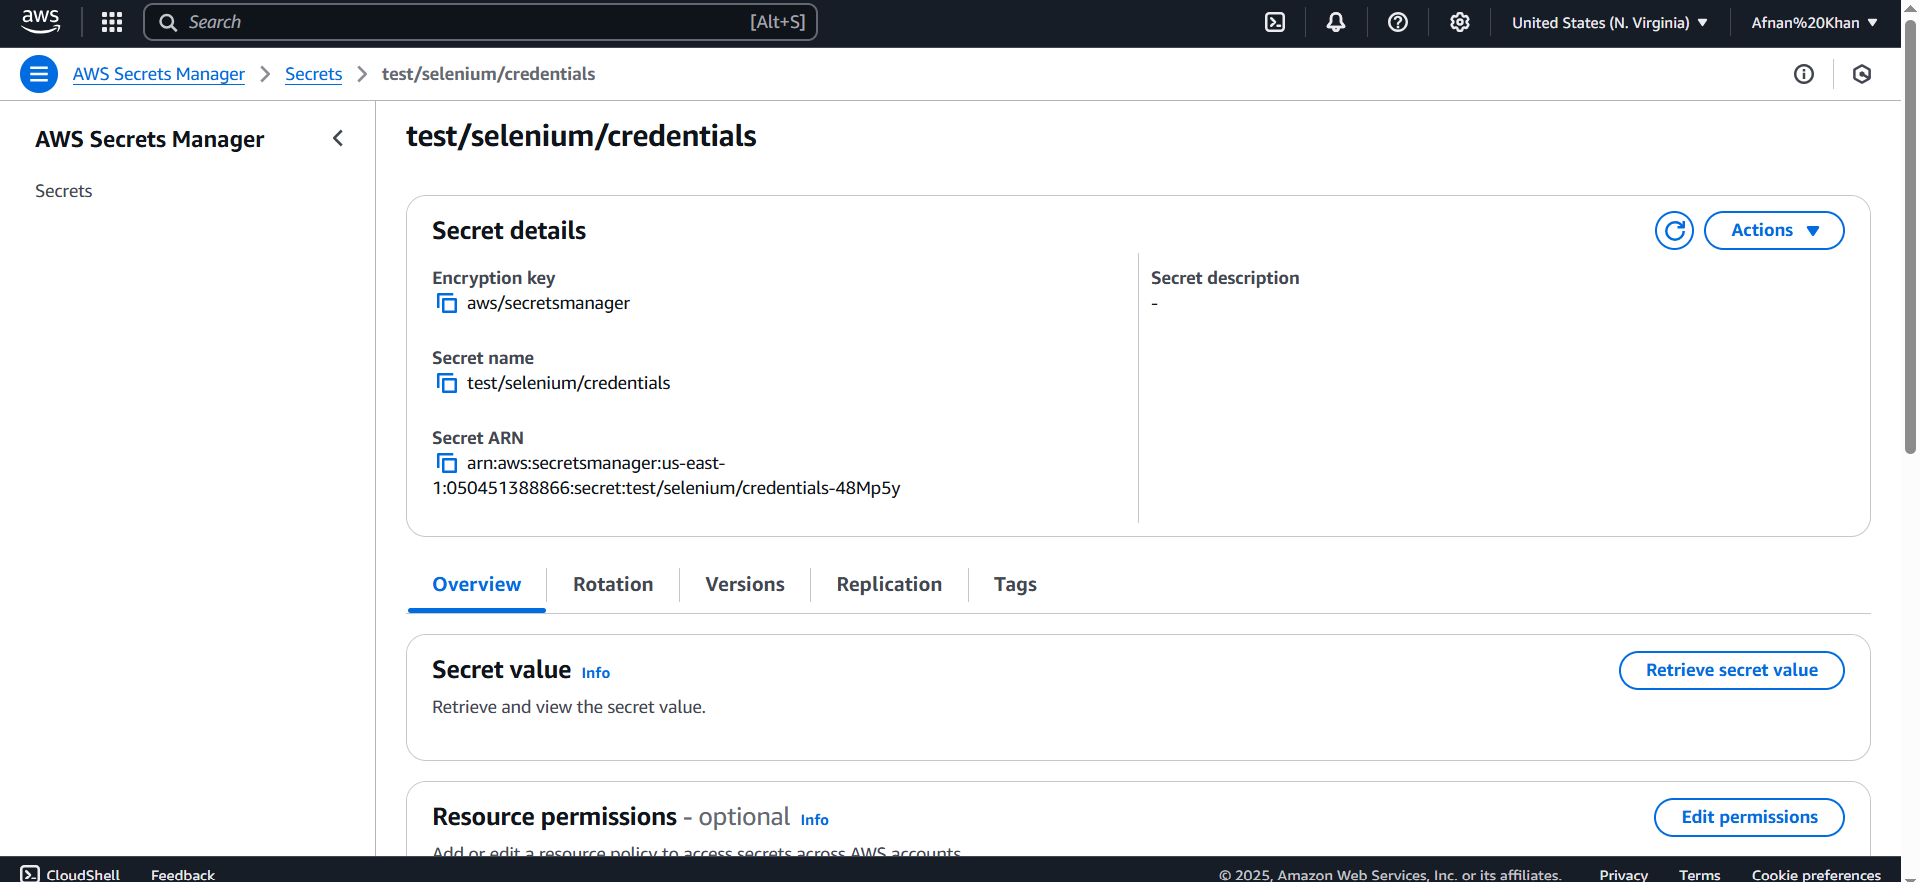 aws
Search [Alt+S]
United States (N. Virginia)
Afnan%20Khan
AWS Secrets Manager
Secrets
test/selenium/credentials
AWS Secrets Manager
Secrets
test/selenium/credentials
Secret details
Actions
Encryption key
aws/secretsmanager
Secret name
test/selenium/credentials
Secret ARN
arn:aws:secretsmanager:us-east-
1:050451388866:secret:test/selenium/credentials-48Mp5y
Secret description
-
Overview
Rotation
Versions
Replication
Tags
Secret value Info
Retrieve secret value
Retrieve and view the secret value.
Resource permissions - optional Info
Edit permissions
Add or edit a resource policy to access secrets across AWS accounts.
CloudShell
Feedback
© 2025, Amazon Web Services, Inc. or its affiliates.
Privacy
Terms
Cookie preferences